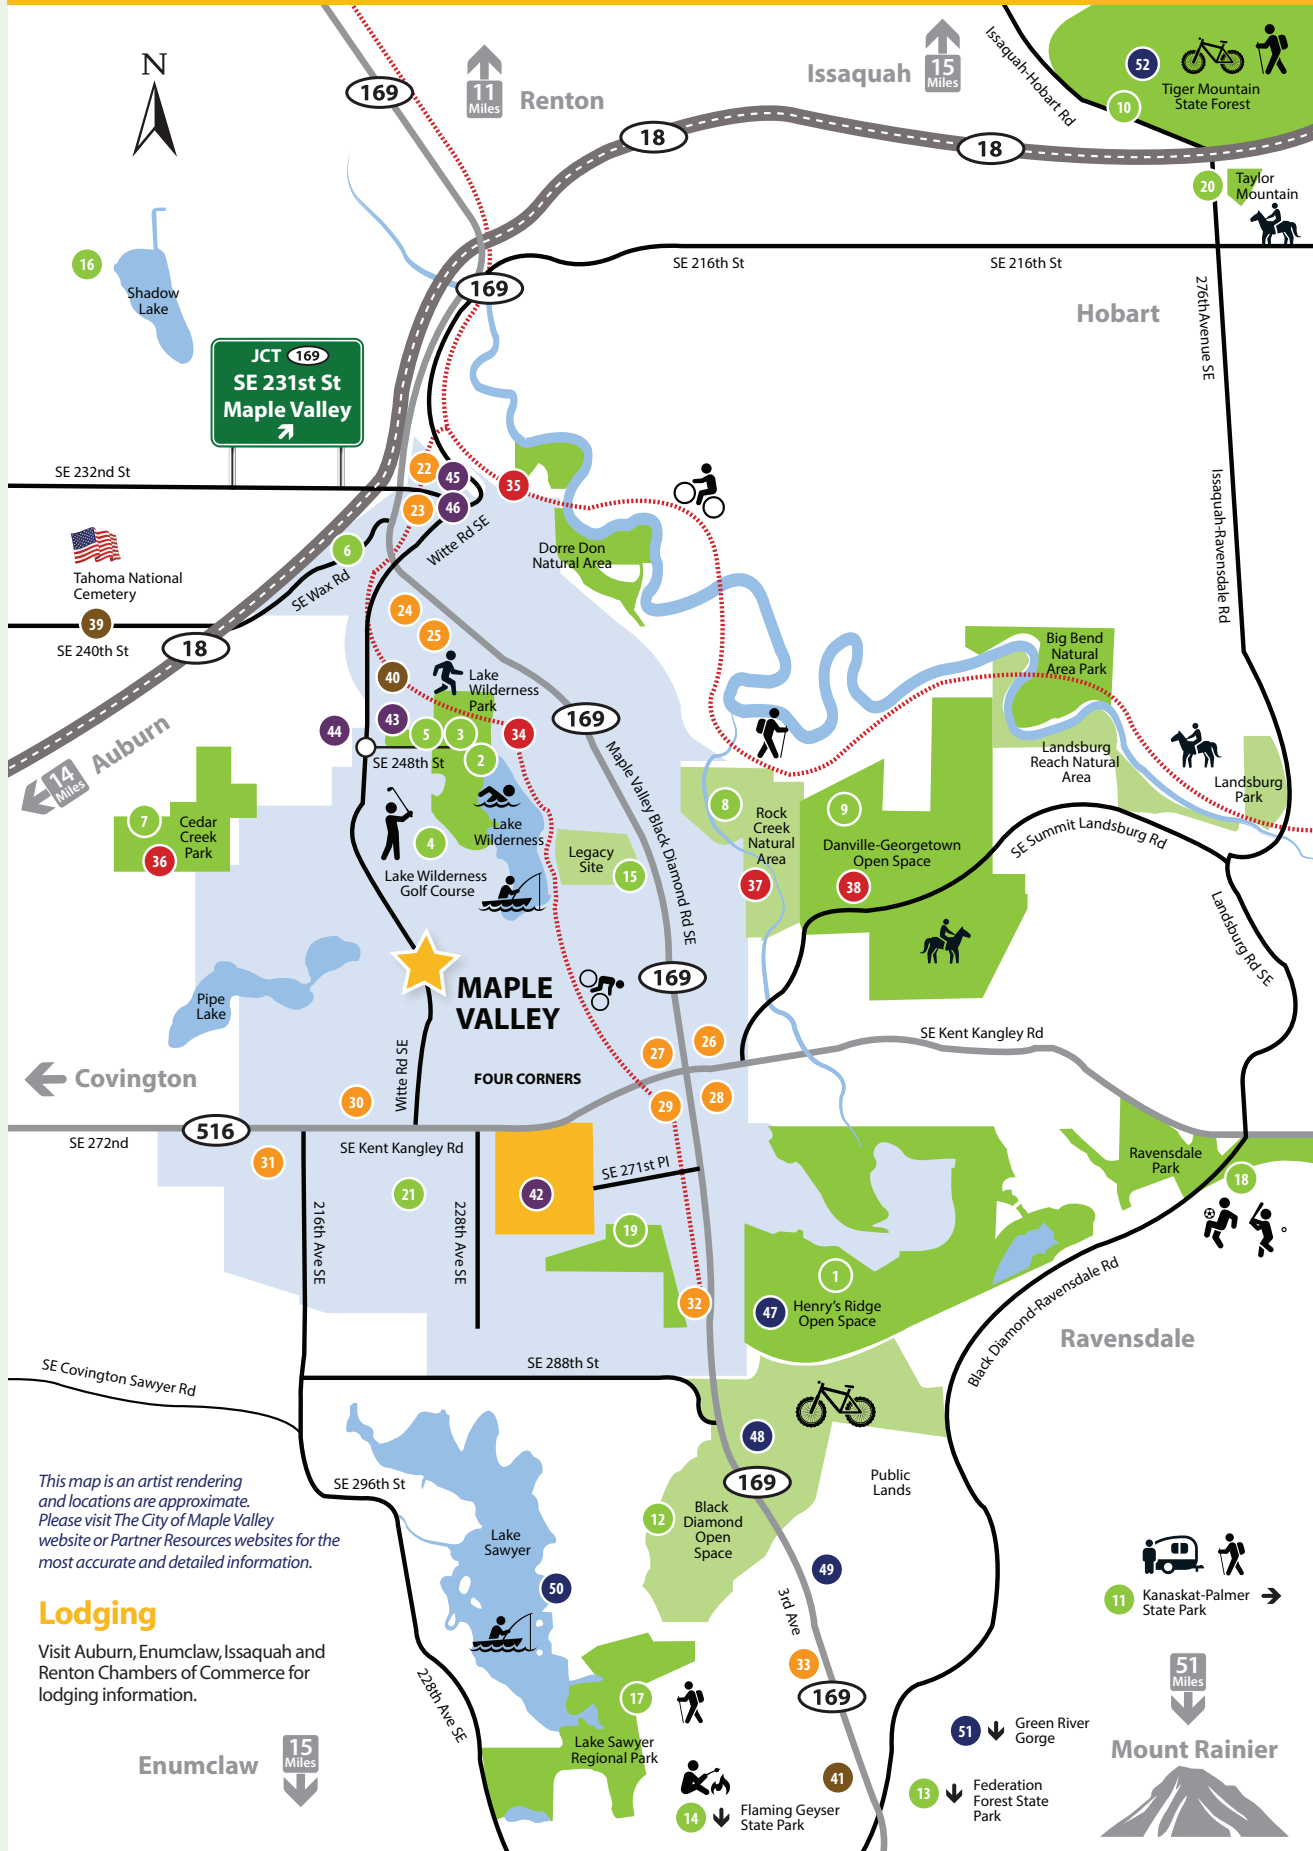 N
169
11
Miles
Renton
Issaquah
15
Miles
Issaquah-Hobart Rd
52
10
Tiger Mountain
State Forest
18
18
20
Taylor
Mountain
16
Shadow
Lake
SE 216th St
SE 216th St
169
Hobart
276th Avenue SE
JCT 169
SE 231st St
Maple Valley
SE 232nd St
22
45
35
23
46
Witte Rd SE
Issaquah-Ravensdale Rd
Tahoma National
Cemetery
6
SE Wax Rd
Dorre Don
Natural Area
39
SE 240th St
18
24
25
40
Lake
Wilderness
Park
Big Bend
Natural
Area Park
44
43
5
3
34
169
2
SE 248th St
Auburn
14
Miles
Maple Valley Black Diamond Rd SE
Landsburg
Reach Natural
Area
Landsburg
Park
7
Cedar
Creek
Park
36
4
Lake
Wilderness
Lake Wilderness
Golf Course
Legacy
Site
15
8
Rock
Creek
Natural
Area
37
9
Danville-Georgetown
Open Space
38
SE Summit Landsburg Rd
Landsburg Rd SE
Pipe
Lake
MAPLE
VALLEY
169
Covington
Witte Rd SE
FOUR CORNERS
27
26
SE Kent Kangley Rd
30
29
28
516
SE 272nd
SE Kent Kangley Rd
31
21
216th Ave SE
228th Ave SE
42
SE 271st Pl
19
Ravensdale
Park
18
1
47
Henry's Ridge
Open Space
32
Black Diamond-Ravensdale Rd
Ravensdale
SE 288th St
SE Covington Sawyer Rd
48
169
SE 296th St
Public
Lands
12
Black
Diamond
Open
Space
This map is an artist rendering
and locations are approximate.
Please visit The City of Maple Valley
website or Partner Resources websites for the
most accurate and detailed information.
Lake
Sawyer
50
49
3rd Ave
11
Kanaskat-Palmer
State Park
Lodging
Visit Auburn, Enumclaw, Issaquah and
Renton Chambers of Commerce for
lodging information.
228th Ave SE
33
169
17
Lake Sawyer
Regional Park
51
Green River
Gorge
51
Miles
Mount Rainier
Enumclaw
15
Miles
41
14
Flaming Geyser
State Park
13
Federation
Forest State
Park